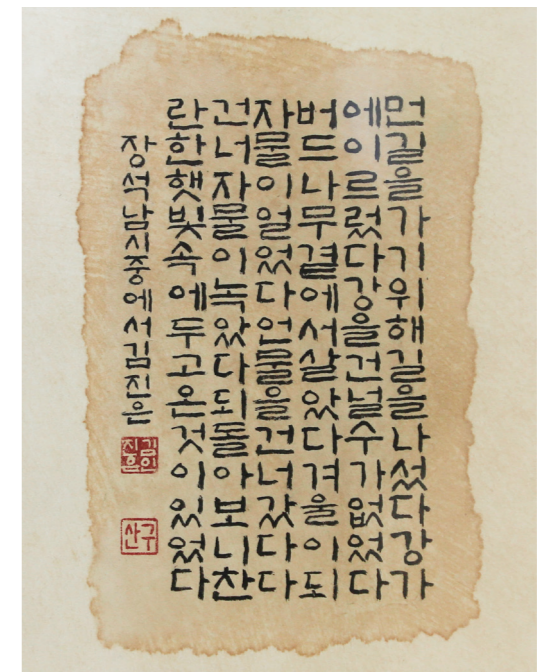 먼길을가기위해길을나섰다강가
에이르렀다강을건널수가없었다
버드나무곁에서살았다겨울이되
자물이얼었다언물을건너갔다다
건너자물이녹았다되돌아보니찬
란한햇빛속에두고온것이있었다
장석남시중에서
구산